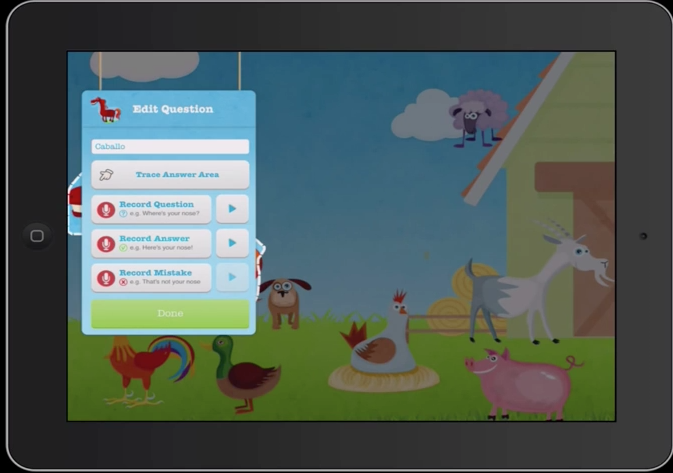 Edit Question
Caballo
Trace Answer Area
Record Question
e.g. Where's your nose?
Record Answer
e.g. Here's your nose!
Record Mistake
e.g. That's not your nose
Done